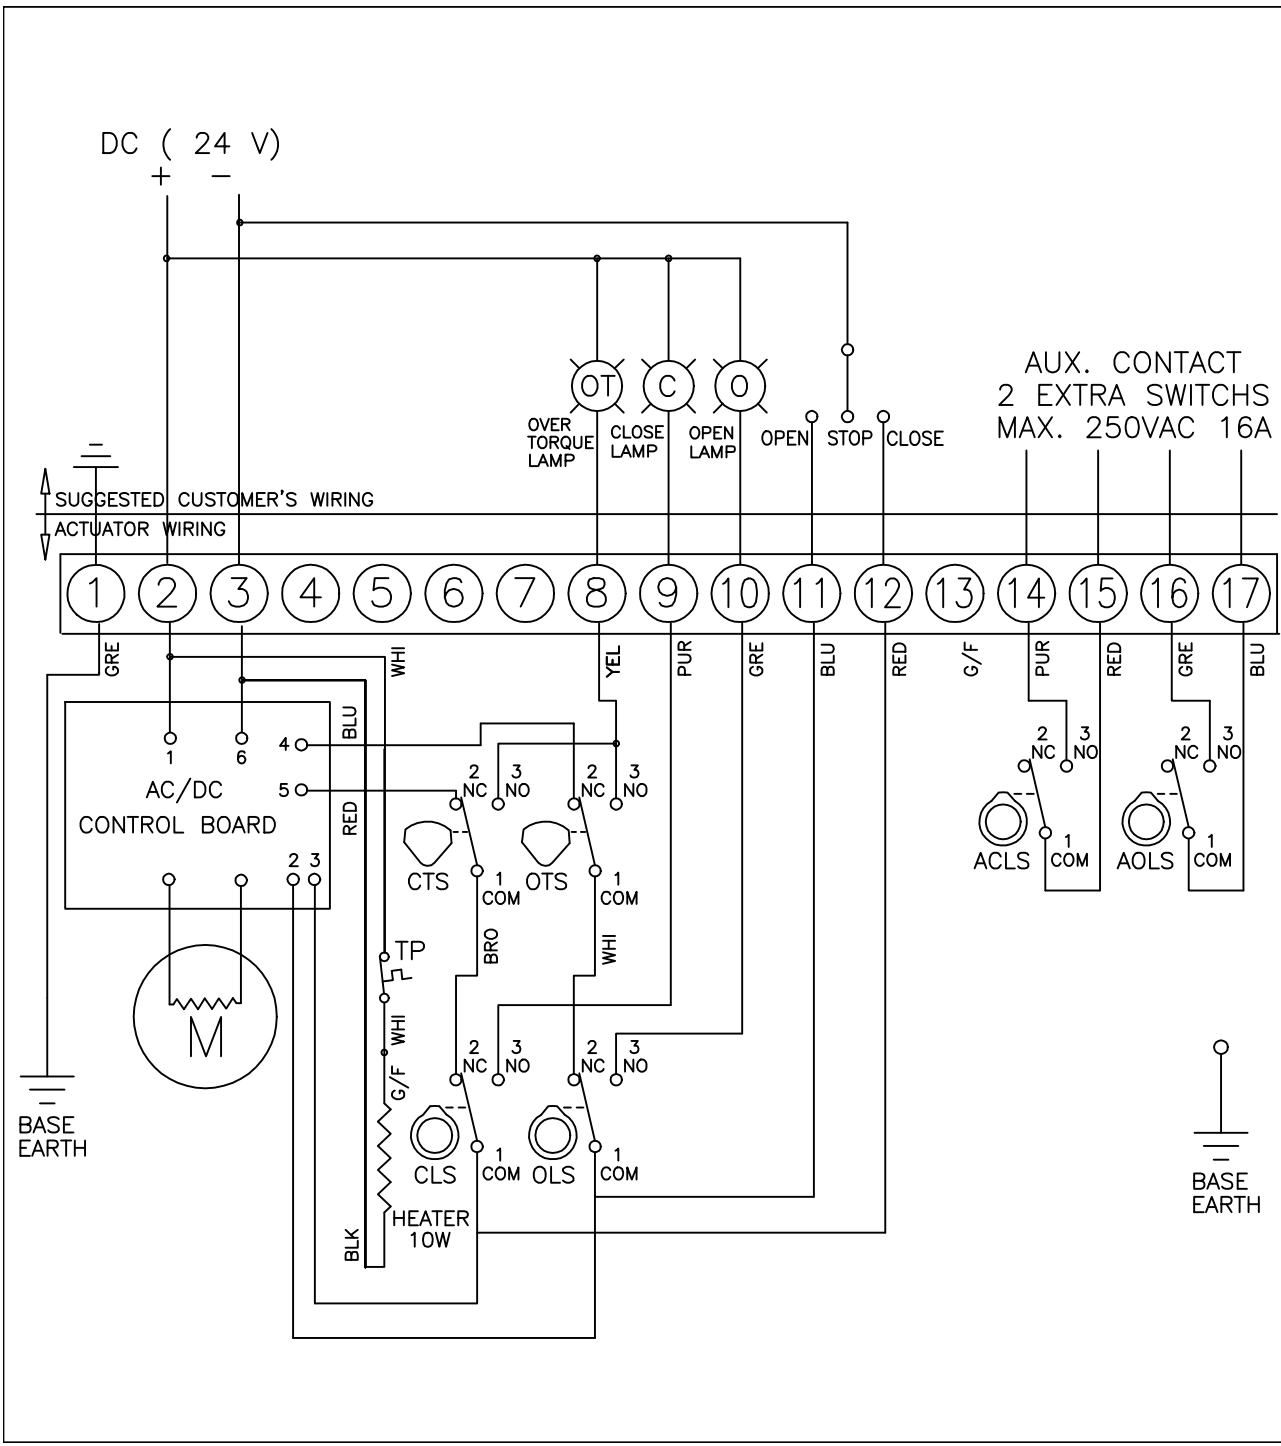 DC ( 24 V)
+ −
OT C O
OVER
TORQUE
LAMP
CLOSE
LAMP
OPEN
LAMP
OPEN STOP CLOSE
AUX. CONTACT
2 EXTRA SWITCHS
MAX. 250VAC 16A
SUGGESTED CUSTOMER'S WIRING
ACTUATOR WIRING
1 2 3 4 5 6 7 8 9 10 11 12 13 14 15 16 17
GRE WHI YEL PUR GRE BLU RED G/F PUR RED GRE BLU
1 6 4 BLU
5 RED
AC/DC
CONTROL BOARD
2 3
2 3 2 3
NC NO NC NO
CTS 1 OTS 1
COM COM
2 3 2 3
NC NO NC NO
1 1
ACLS COM AOLS COM
BRO WHI
TP
M
WHI
G/F
2 3 2 3
NC NO NC NO
1 1
CLS COM OLS COM
HEATER
10W
BLK
BASE
EARTH
BASE
EARTH